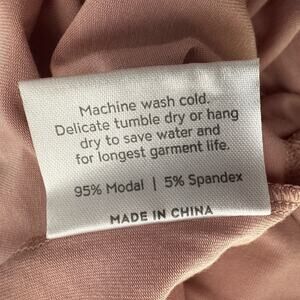 Machine wash cold.
Delicate tumble dry or hang
dry to save water and
for longest garment life.
95% Modal | 5% Spandex
MADE IN CHINA